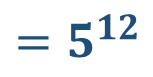 = 5¹²